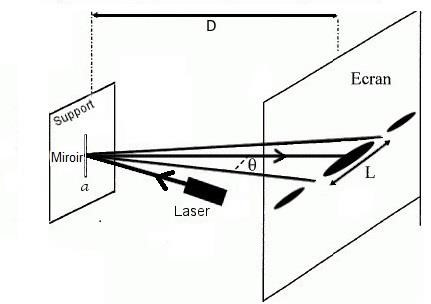 D
Support
Ecran
Miroir
θ
L
a
Laser